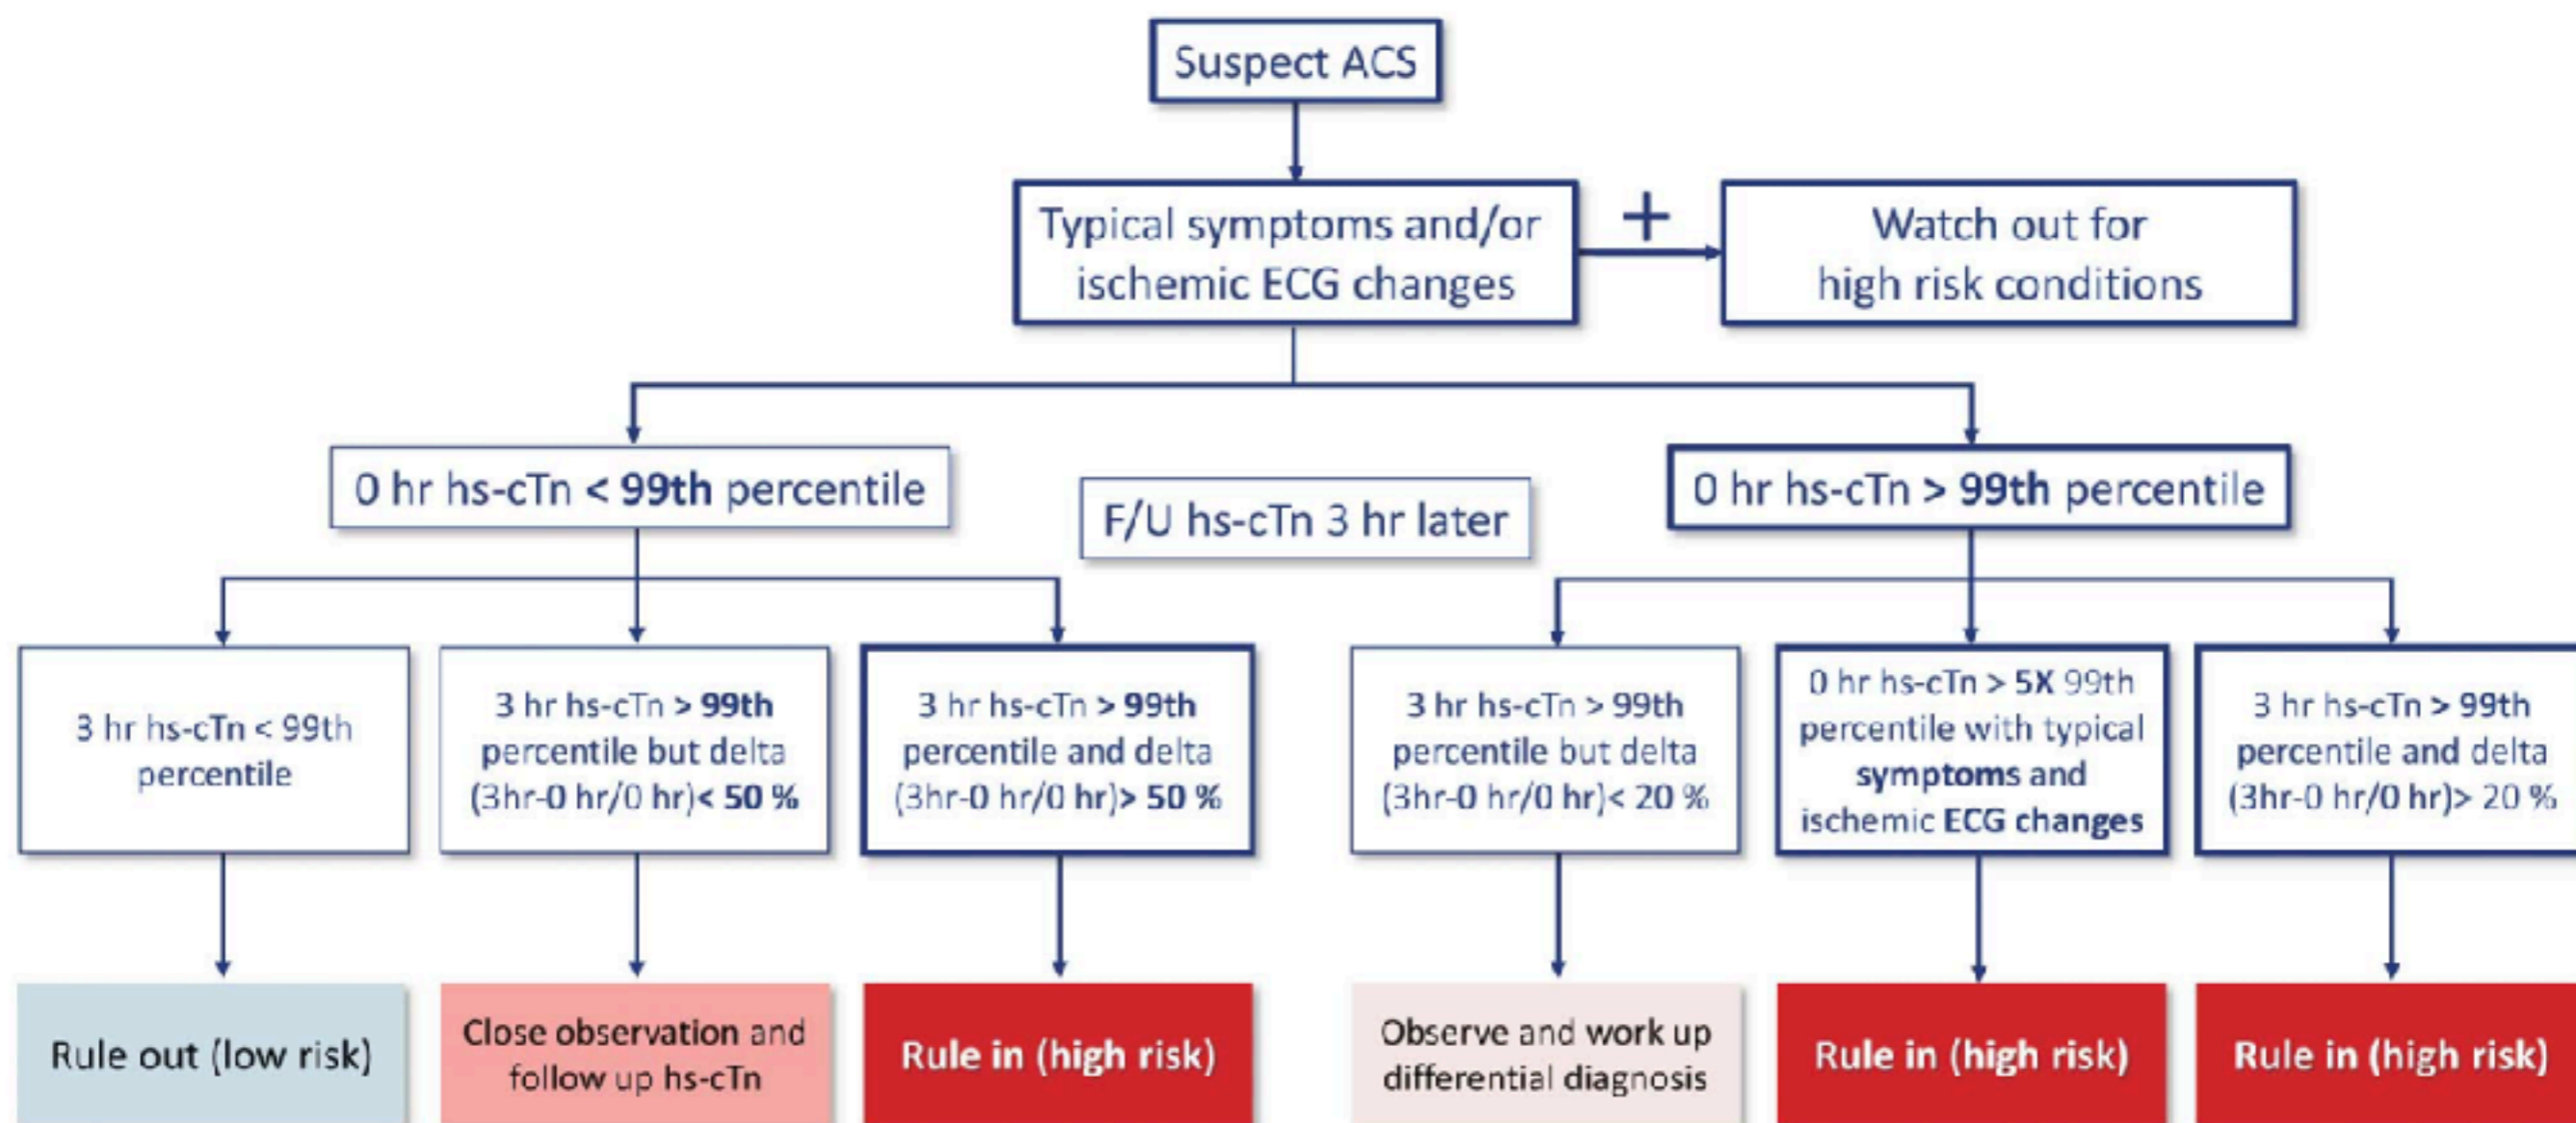 Suspect ACS
Typical symptoms and/or
ischemic ECG changes
+
Watch out for
high risk conditions
0 hr hs-cTn < 99th percentile
F/U hs-cTn 3 hr later
0 hr hs-cTn > 99th percentile
3 hr hs-cTn < 99th
percentile
3 hr hs-cTn > 99th
percentile but delta
(3hr-0 hr/0 hr)< 50 %
3 hr hs-cTn > 99th
percentile and delta
(3hr-0 hr/0 hr)> 50 %
3 hr hs-cTn > 99th
percentile but delta
(3hr-0 hr/0 hr)< 20 %
0 hr hs-cTn > 5X 99th
percentile with typical
symptoms and
ischemic ECG changes
3 hr hs-cTn > 99th
percentile and delta
(3hr-0 hr/0 hr)> 20 %
Rule out (low risk)
Close observation and
follow up hs-cTn
Rule in (high risk)
Observe and work up
differential diagnosis
Rule in (high risk)
Rule in (high risk)